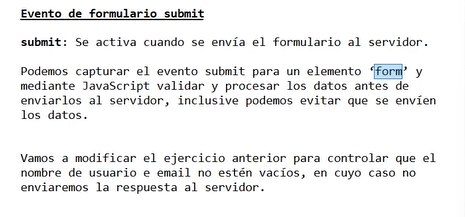 Evento de formulario submit
submit: Se activa cuando se envía el formulario al servidor.
Podemos capturar el evento submit para un elemento ‘form’ y
mediante JavaScript validar y procesar los datos antes de
enviarlos al servidor, inclusive podemos evitar que se envíen
los datos.
Vamos a modificar el ejercicio anterior para controlar que el
nombre de usuario e email no estén vacíos, en cuyo caso no
enviaremos la respuesta al servidor.